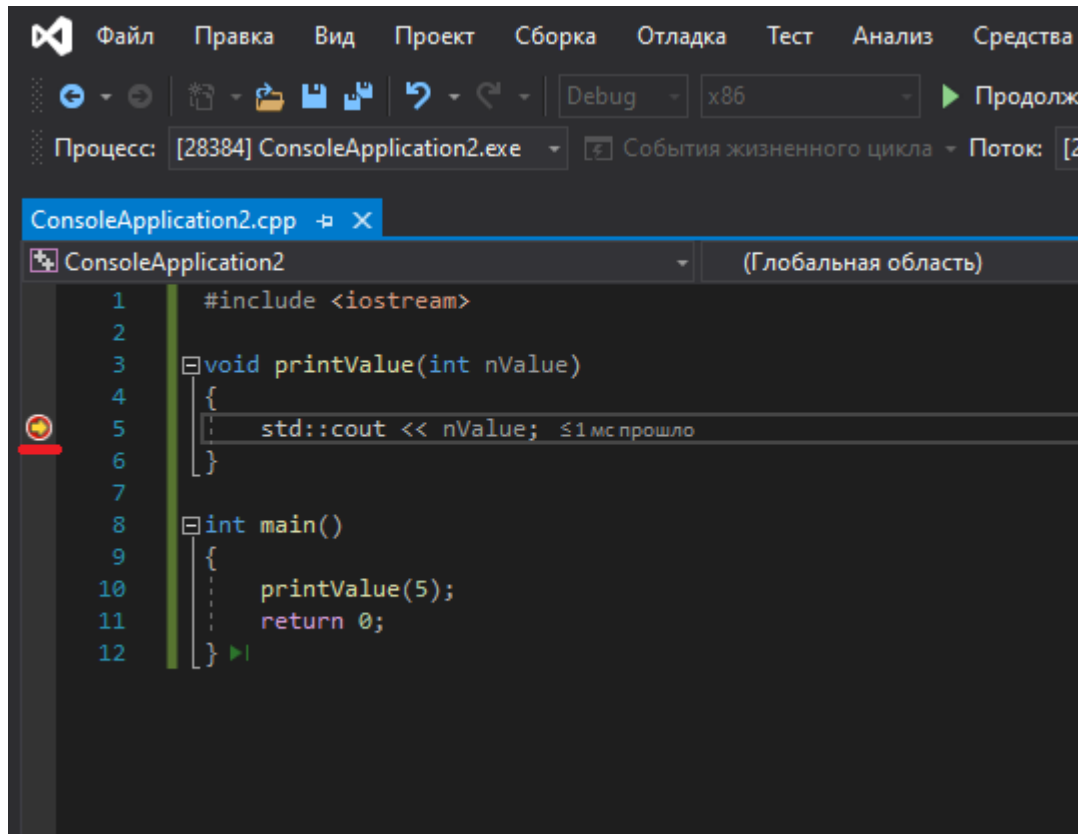 Файл Правка Вид Проект Сборка Отладка Тест Анализ Средства
Debug x86
Процесс: [28384] ConsoleApplication2.exe События жизненного цикла Поток:
ConsoleApplication2.cpp
ConsoleApplication2 (Глобальная область)
1 #include <iostream>
2
3 void printValue(int nValue)
4 {
5 std::cout << nValue; ≤1 мс прошло
6 }
7
8 int main()
9 {
10 printValue(5);
11 return 0;
12 }